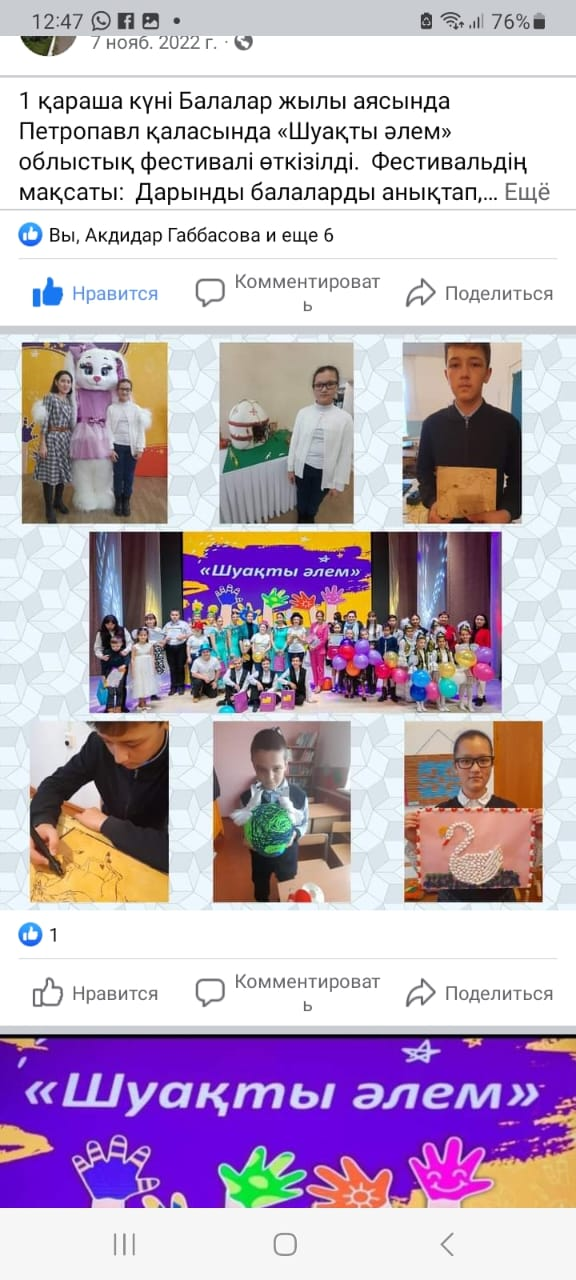 12:47
76%
7 нояб. 2022 г. ·
1 қараша күні Балалар жылы аясында
Петропавл қаласында «Шуақты әлем»
облыстық фестивалі өткізілді. Фестивальдің
мақсаты: Дарынды балаларды анықтап,... Ещё
Вы, Акдидар Габбасова и еще 6
Нравится
Комментироват
ь
Поделиться
«Шуақты әлем»
1
Нравится
Комментироват
ь
Поделиться
«Шуақты әлем»